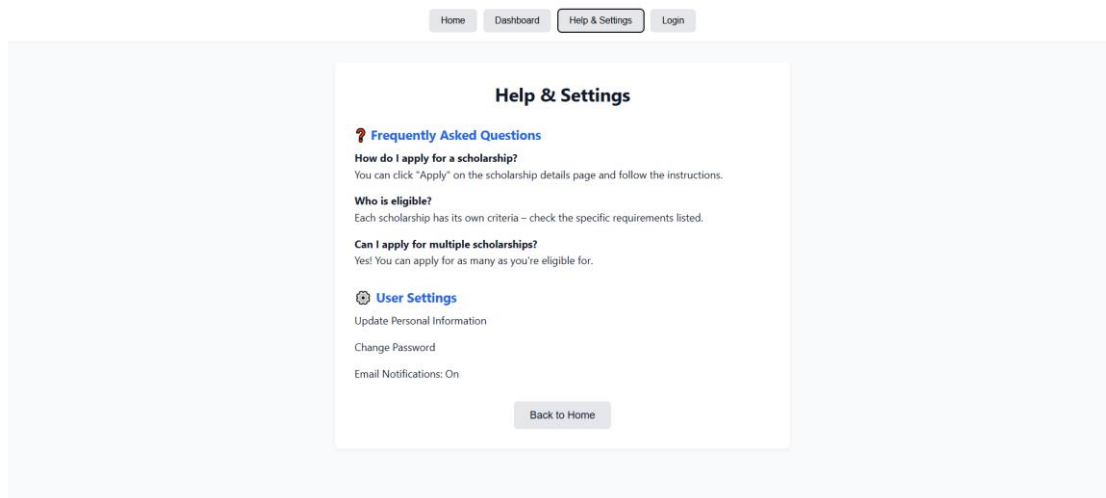 Home Dashboard Help & Settings Login
Help & Settings
❓ Frequently Asked Questions
How do I apply for a scholarship?
You can click "Apply" on the scholarship details page and follow the instructions.
Who is eligible?
Each scholarship has its own criteria – check the specific requirements listed.
Can I apply for multiple scholarships?
Yes! You can apply for as many as you're eligible for.
⚙️ User Settings
Update Personal Information
Change Password
Email Notifications: On
Back to Home